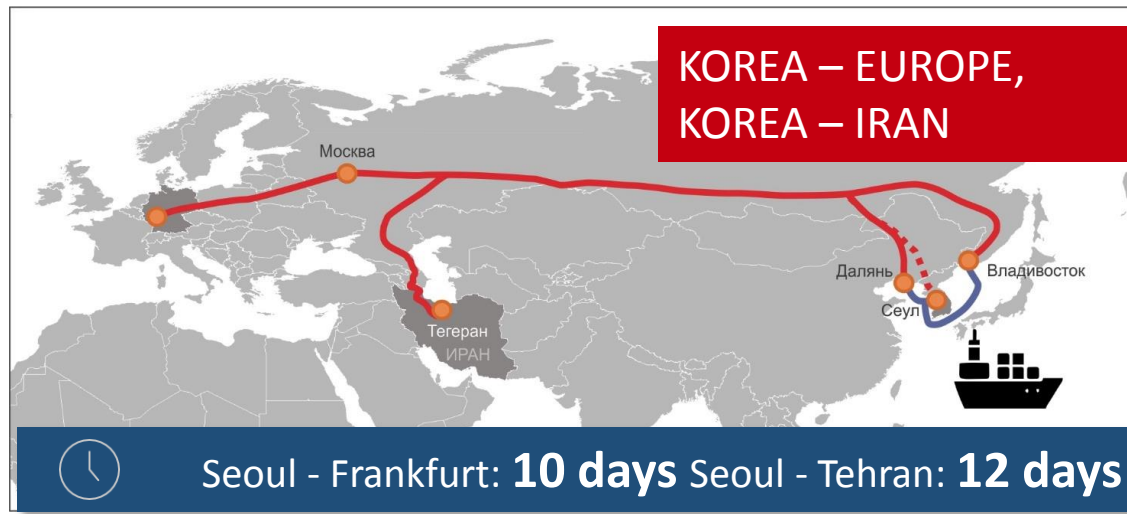 KOREA – EUROPE,
KOREA – IRAN
Москва
Далянь
Владивосток
Сеул
Тегеран
ИРАН
Seoul - Frankfurt: 10 days Seoul - Tehran: 12 days